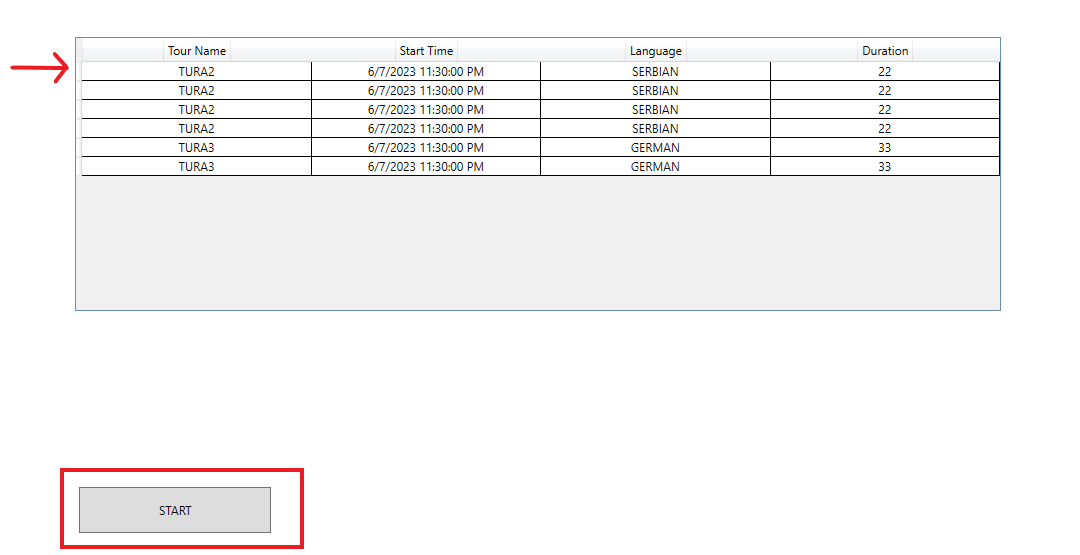 Tour Name Start Time Language Duration
TURA2 6/7/2023 11:30:00 PM SERBIAN 22
TURA2 6/7/2023 11:30:00 PM SERBIAN 22
TURA2 6/7/2023 11:30:00 PM SERBIAN 22
TURA2 6/7/2023 11:30:00 PM SERBIAN 22
TURA3 6/7/2023 11:30:00 PM GERMAN 33
TURA3 6/7/2023 11:30:00 PM GERMAN 33
START